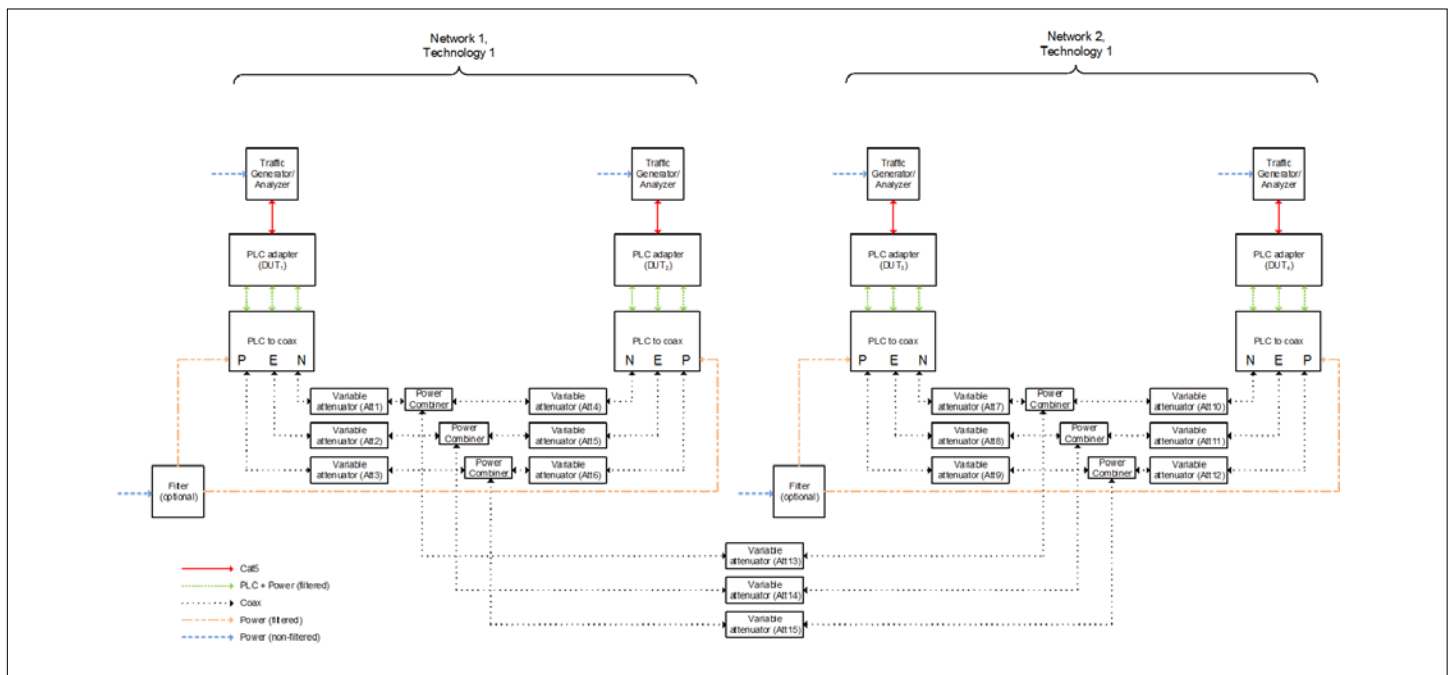 Network 1,
Technology 1
Network 2,
Technology 1
Traffic
Generator/
Analyzer
Traffic
Generator/
Analyzer
Traffic
Generator/
Analyzer
Traffic
Generator/
Analyzer
PLC adapter
(DUT₁)
PLC adapter
(DUT₂)
PLC adapter
(DUT₃)
PLC adapter
(DUT₄)
PLC to coax
P E N
PLC to coax
N E P
PLC to coax
P E N
PLC to coax
N E P
Variable
attenuator (Att1)
Power
Combiner
Variable
attenuator (Att4)
Variable
attenuator (Att7)
Power
Combiner
Variable
attenuator (Att10)
Variable
attenuator (Att2)
Power
Combiner
Variable
attenuator (Att5)
Variable
attenuator (Att8)
Power
Combiner
Variable
attenuator (Att11)
Variable
attenuator (Att3)
Power
Combiner
Variable
attenuator (Att6)
Variable
attenuator (Att9)
Power
Combiner
Variable
attenuator (Att12)
Filter
(optional)
Filter
(optional)
Variable
attenuator (Att13)
Variable
attenuator (Att14)
Variable
attenuator (Att15)
Cat5
PLC + Power (filtered)
Coax
Power (filtered)
Power (non-filtered)